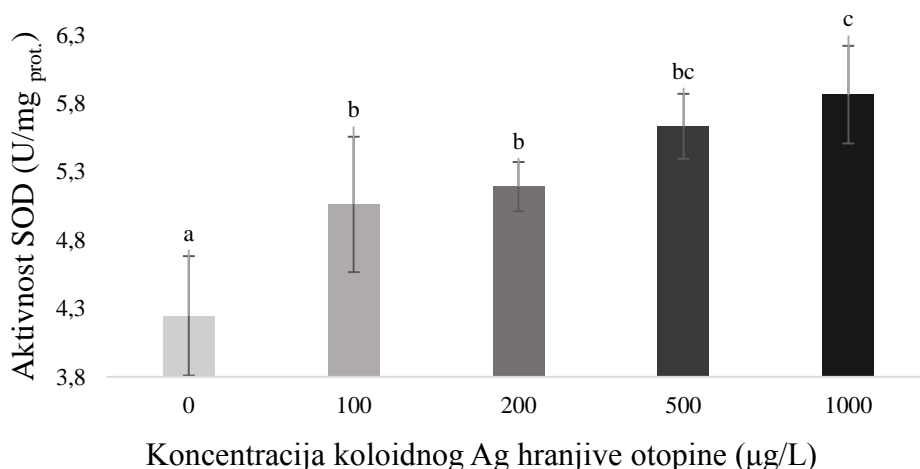 Aktivnost SOD (U/mg prot.)
6,3
5,8
5,3
4,8
4,3
3,8
a
b
b
bc
c
0 100 200 500 1000
Koncentracija koloidnog Ag hranjive otopine (µg/L)